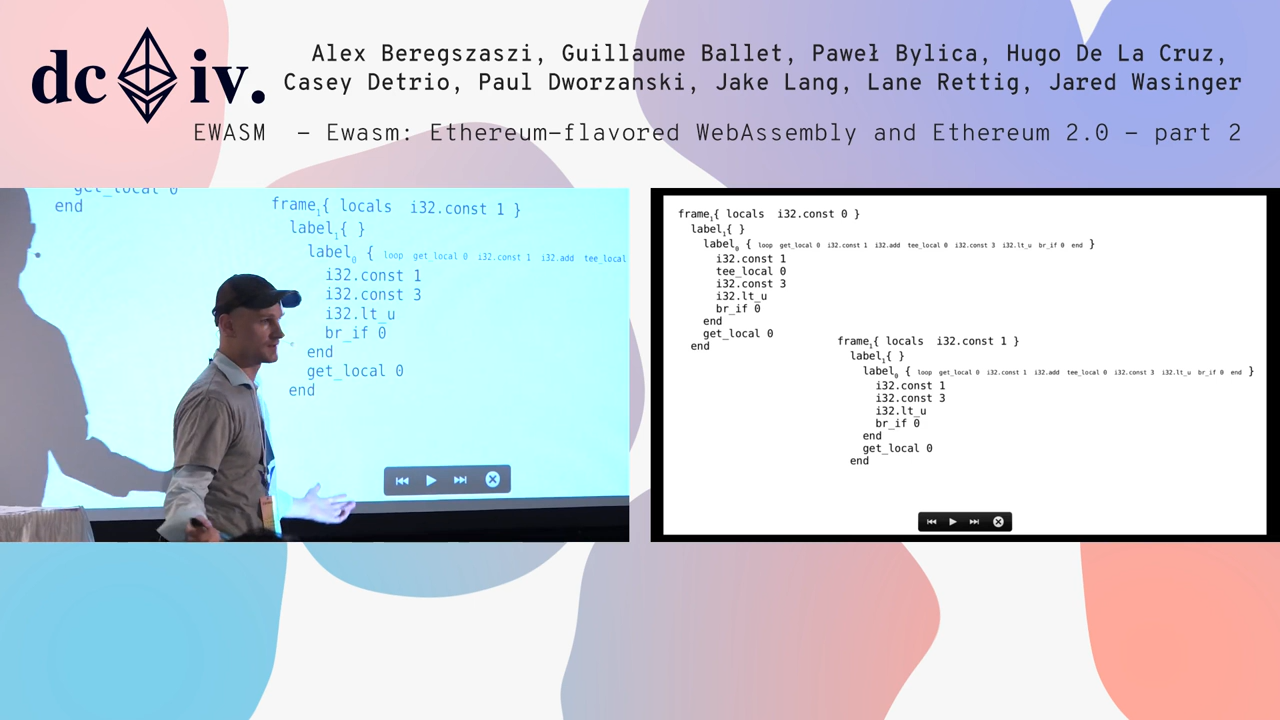 dc iv.
Alex Beregszaszi, Guillaume Ballet, Paweł Bylica, Hugo De La Cruz,
Casey Detrio, Paul Dworzanski, Jake Lang, Lane Rettig, Jared Wasinger
EWASM – Ewasm: Ethereum-flavored WebAssembly and Ethereum 2.0 - part 2
get_local 0
end
frame1{ locals i32.const 1 }
label1{ }
label0 { loop get_local 0 i32.const 1 i32.add tee_local
i32.const 1
i32.const 3
i32.lt_u
br_if 0
end
get_local 0
end
frame1{ locals i32.const 0 }
label1{ }
label0 { loop get_local 0 i32.const 1 i32.add tee_local 0 i32.const 3 i32.lt_u br_if 0 end }
i32.const 1
tee_local 0
i32.const 3
i32.lt_u
br_if 0
end
get_local 0
end
frame1{ locals i32.const 1 }
label1{ }
label0 { loop get_local 0 i32.const 1 i32.add tee_local 0 i32.const 3 i32.lt_u br_if 0 end }
i32.const 1
i32.const 3
i32.lt_u
br_if 0
end
get_local 0
end